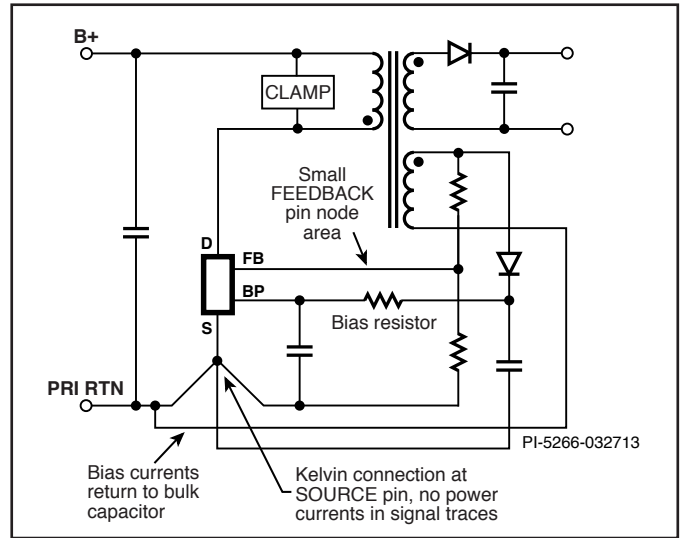 B+
CLAMP
Small
FEEDBACK
pin node
area
D
FB
BP
Bias resistor
S
PRI RTN
PI-5266-032713
Bias currents
return to bulk
capacitor
Kelvin connection at
SOURCE pin, no power
currents in signal traces